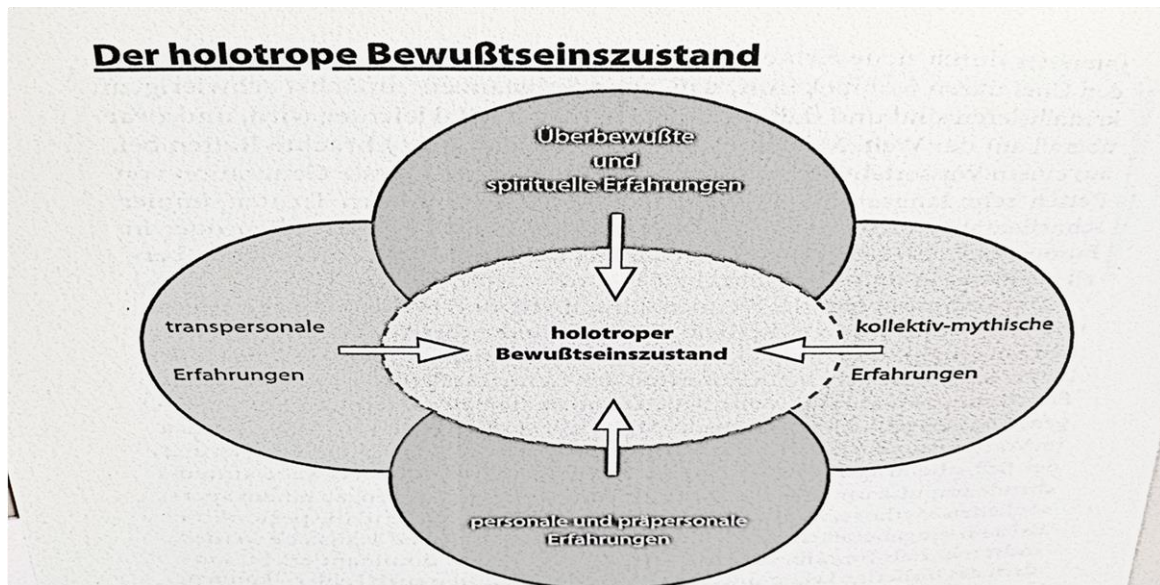 Der holotrope Bewußtseinszustand
Überbewußte
und
spirituelle Erfahrungen
transpersonale
Erfahrungen
holotroper
Bewußtseinszustand
kollektiv-mythische
Erfahrungen
personale und präpersonale
Erfahrungen